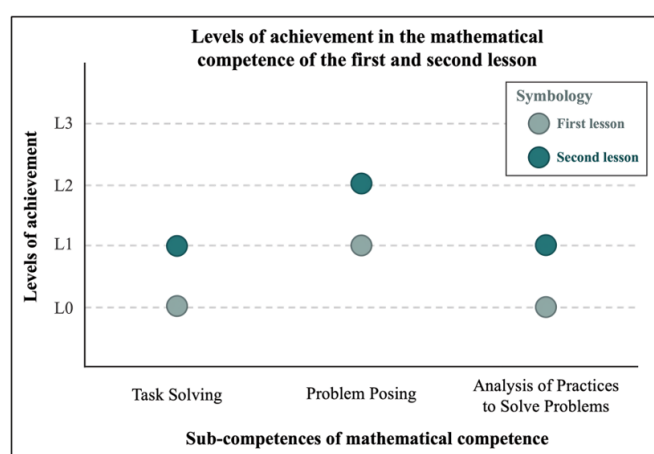 Levels of achievement in the mathematical
competence of the first and second lesson
Symbology
First lesson
Second lesson
Levels of achievement
L3
L2
L1
L0
Task Solving
Problem Posing
Analysis of Practices
to Solve Problems
Sub-competences of mathematical competence